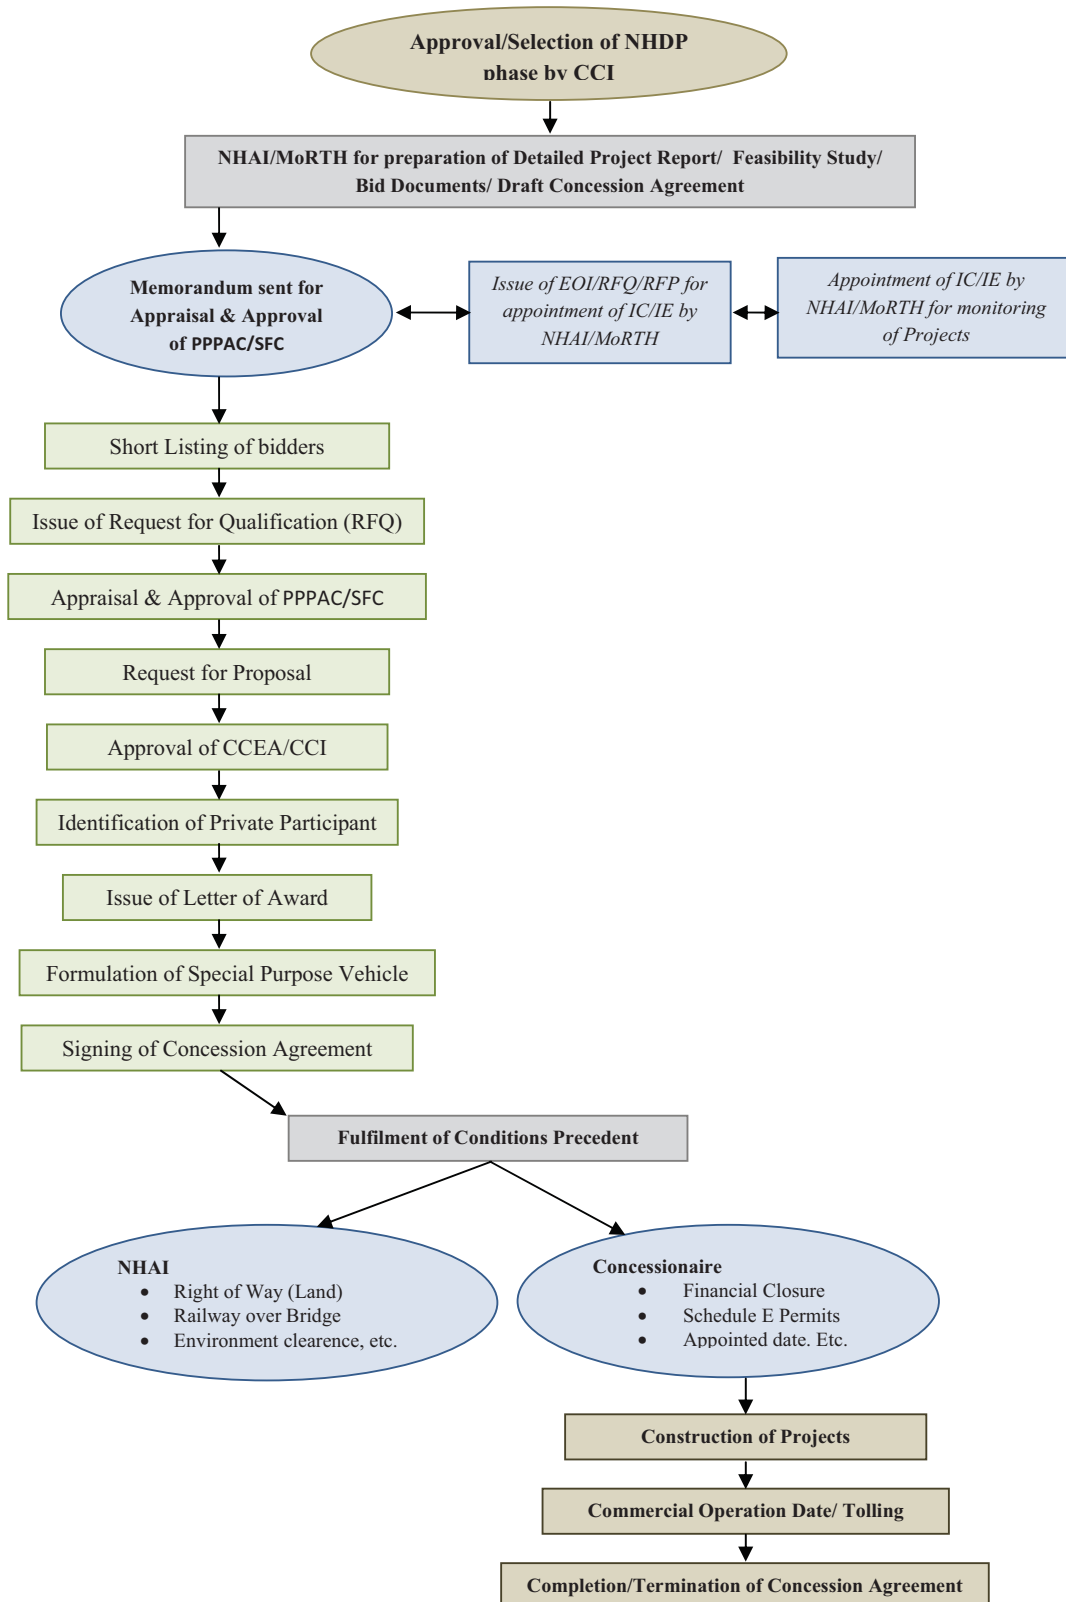 Approval/Selection of NHDP
phase by CCI
NHAI/MoRTH for preparation of Detailed Project Report/ Feasibility Study/
Bid Documents/ Draft Concession Agreement
Memorandum sent for
Appraisal & Approval
of PPPAC/SFC
Issue of EOI/RFQ/RFP for
appointment of IC/IE by
NHAI/MoRTH
Appointment of IC/IE by
NHAI/MoRTH for monitoring
of Projects
Short Listing of bidders
Issue of Request for Qualification (RFQ)
Appraisal & Approval of PPPAC/SFC
Request for Proposal
Approval of CCEA/CCI
Identification of Private Participant
Issue of Letter of Award
Formulation of Special Purpose Vehicle
Signing of Concession Agreement
Fulfilment of Conditions Precedent
NHAI
• Right of Way (Land)
• Railway over Bridge
• Environment clearence, etc.
Concessionaire
• Financial Closure
• Schedule E Permits
• Appointed date. Etc.
Construction of Projects
Commercial Operation Date/ Tolling
Completion/Termination of Concession Agreement